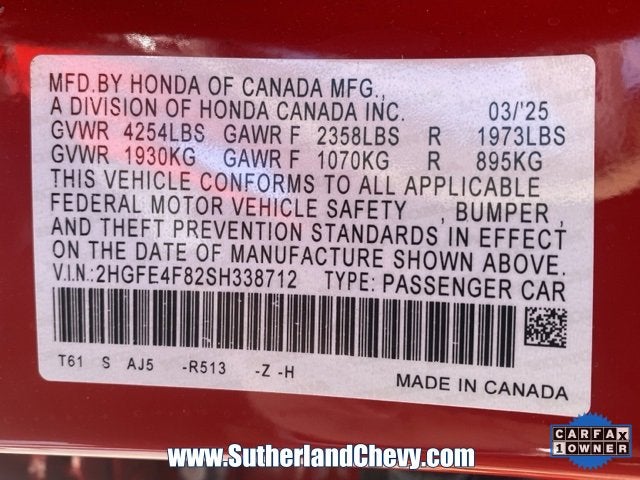 MFD.BY HONDA OF CANADA MFG.,
A DIVISION OF HONDA CANADA INC. 03/'25
GVWR 4254LBS GAWR F 2358LBS R 1973LBS
GVWR 1930KG GAWR F 1070KG R 895KG
THIS VEHICLE CONFORMS TO ALL APPLICABLE
FEDERAL MOTOR VEHICLE SAFETY , BUMPER ,
AND THEFT PREVENTION STANDARDS IN EFFECT
ON THE DATE OF MANUFACTURE SHOWN ABOVE.
V.I.N.:2HGFE4F82SH338712 TYPE: PASSENGER CAR
T61 S AJ5 -R513 -Z -H
MADE IN CANADA
CARFAX
1 OWNER
www.SutherlandChevy.com